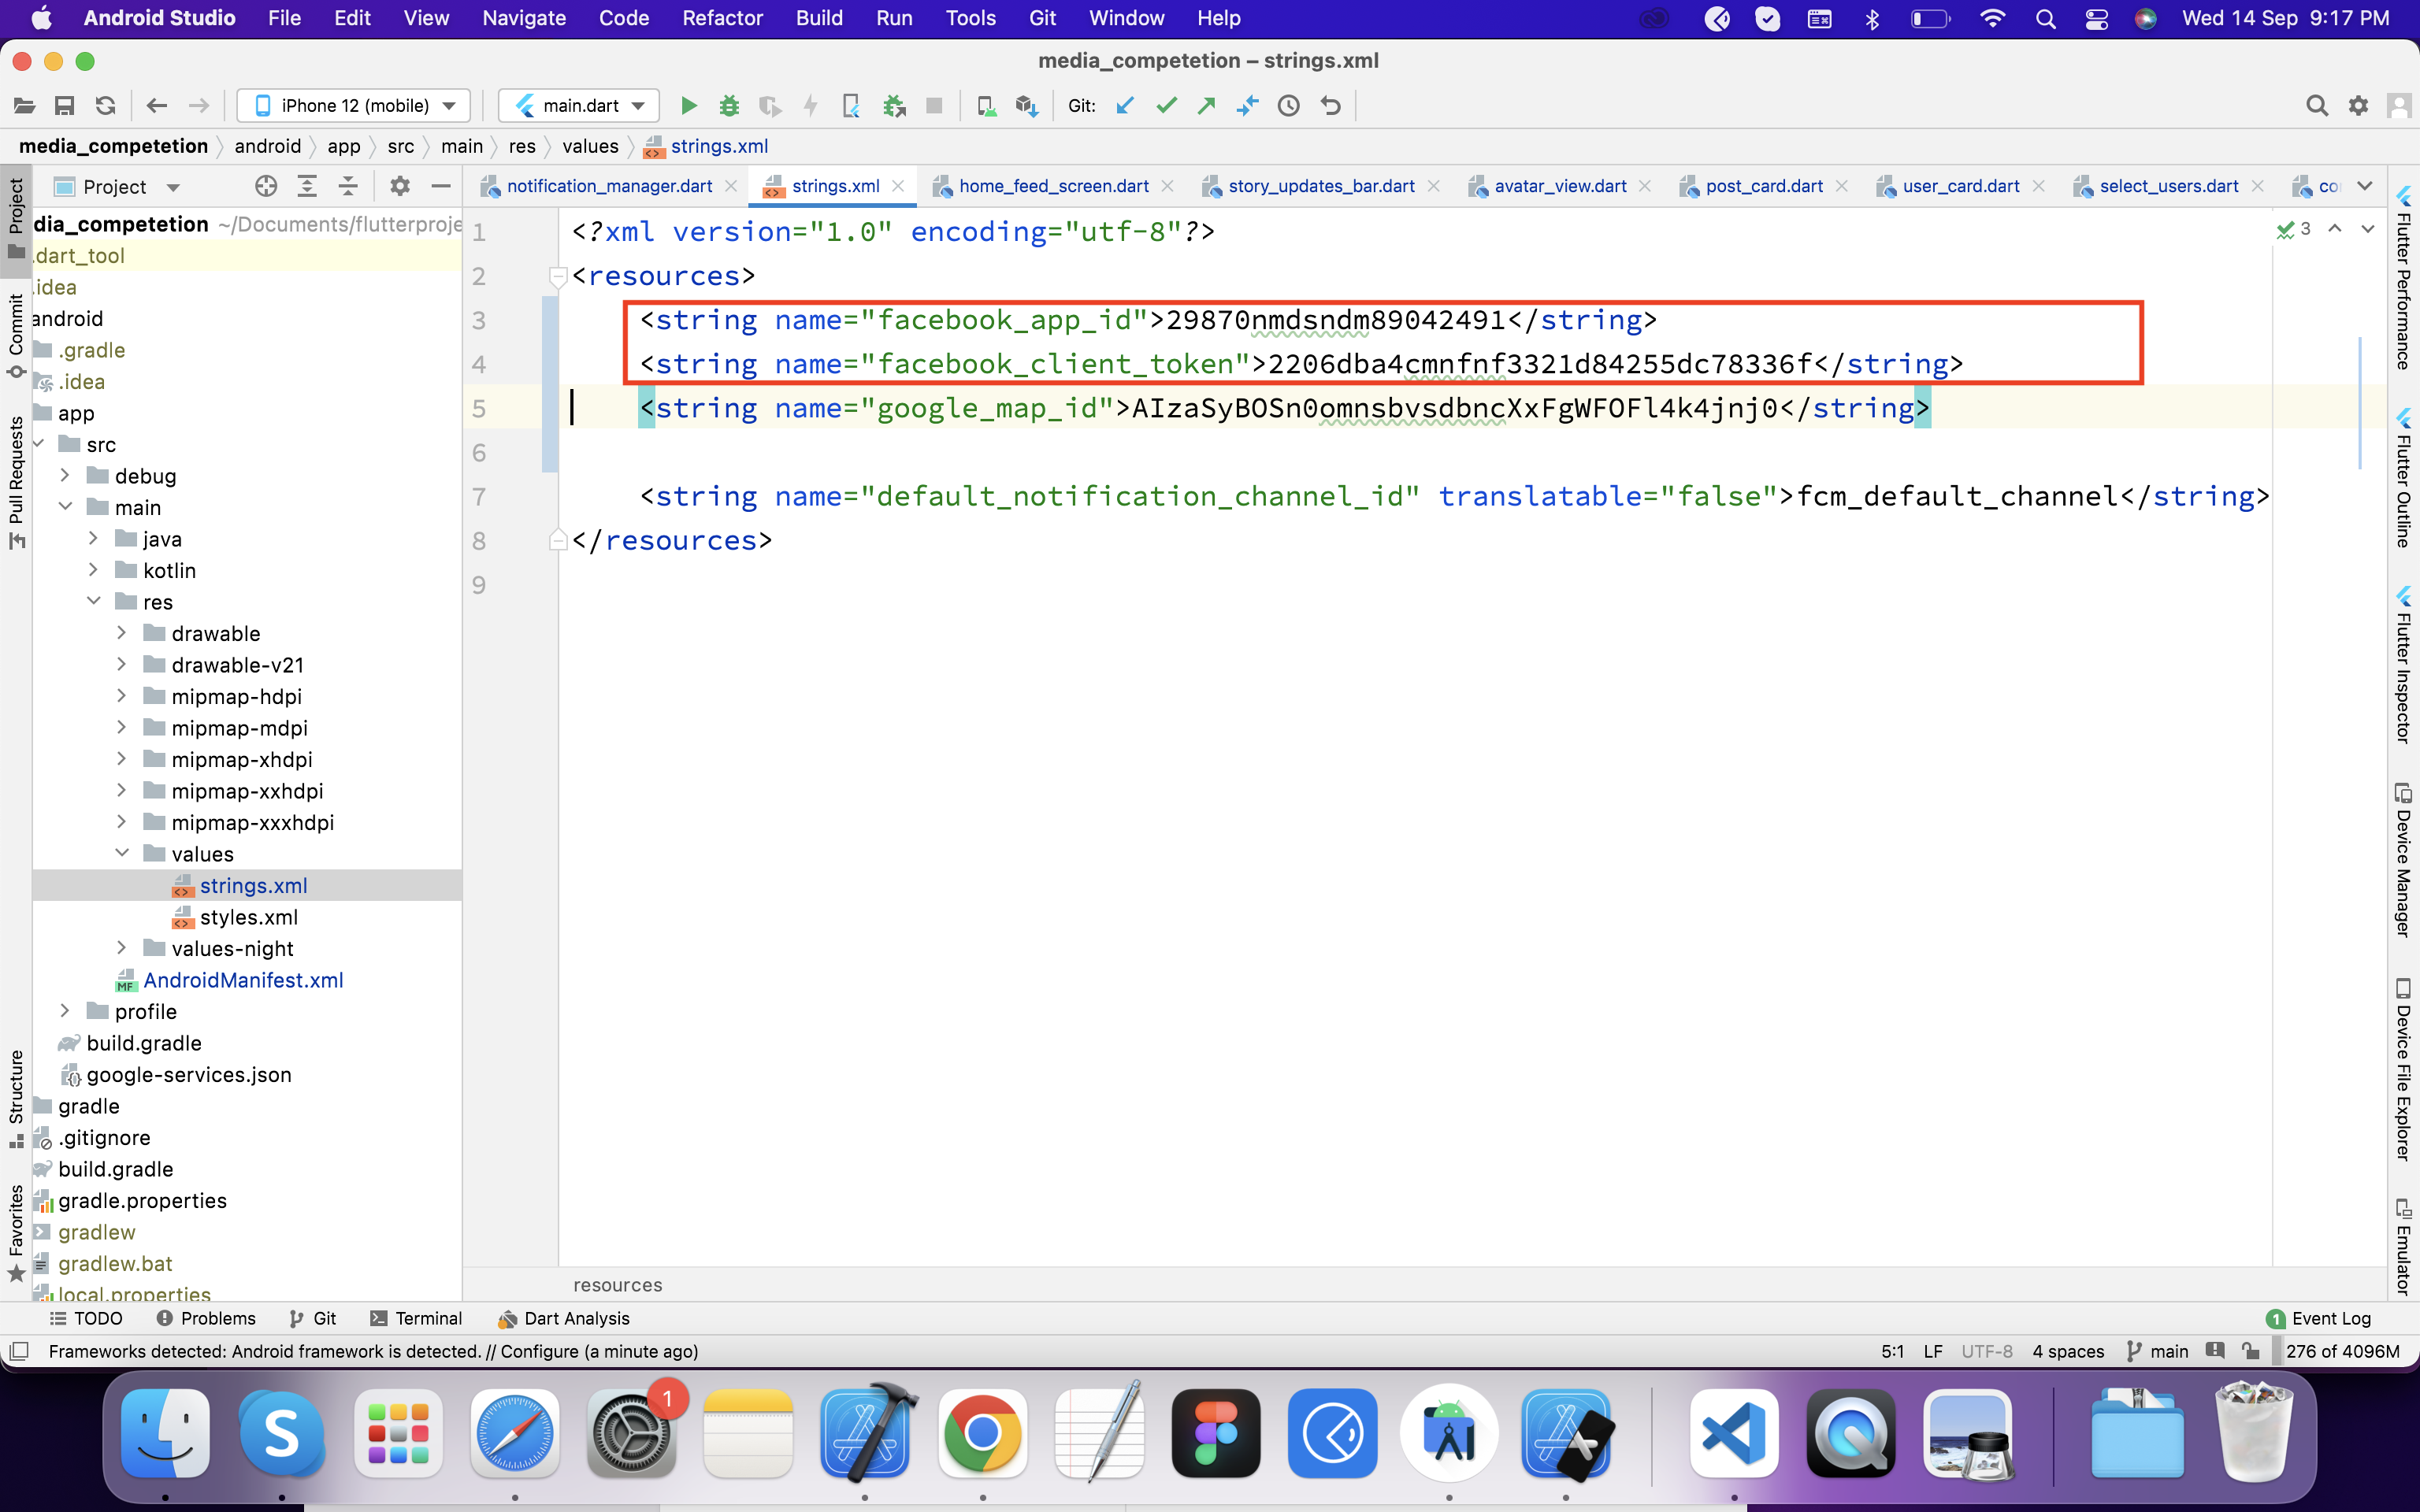 Android Studio File Edit View Navigate Code Refactor Build Run Tools Git Window Help Wed 14 Sep 9:17 PM
media_competetion – strings.xml
iPhone 12 (mobile) main.dart Git:
media_competetion android app src main res values strings.xml
Project notification_manager.dart strings.xml home_feed_screen.dart story_updates_bar.dart avatar_view.dart post_card.dart user_card.dart select_users.dart co
dia_competetion ~/Documents/flutterproje
.dart_tool
.idea
android
.gradle
.idea
app
src
debug
main
java
kotlin
res
drawable
drawable-v21
mipmap-hdpi
mipmap-mdpi
mipmap-xhdpi
mipmap-xxhdpi
mipmap-xxxhdpi
values
strings.xml
styles.xml
values-night
AndroidManifest.xml
MF
profile
build.gradle
google-services.json
gradle
.gitignore
build.gradle
gradle.properties
gradlew
gradlew.bat
local.properties
1 <?xml version="1.0" encoding="utf-8"?>
2 <resources>
3 <string name="facebook_app_id">29870nmdsndm89042491</string>
4 <string name="facebook_client_token">2206dba4cmnfnf3321d84255dc78336f</string>
5 <string name="google_map_id">AIzaSyBOSn0omnsbvsdbncXxFgWFOFl4k4jnj0</string>
6
7 <string name="default_notification_channel_id" translatable="false">fcm_default_channel</string>
8 </resources>
9
3
resources
Project
Commit
Pull Requests
Structure
Favorites
Flutter Performance
Flutter Outline
Flutter Inspector
Device Manager
Device File Explorer
Emulator
TODO Problems Git Terminal Dart Analysis 1 Event Log
Frameworks detected: Android framework is detected. // Configure (a minute ago) 5:1 LF UTF-8 4 spaces main 276 of 4096M
1